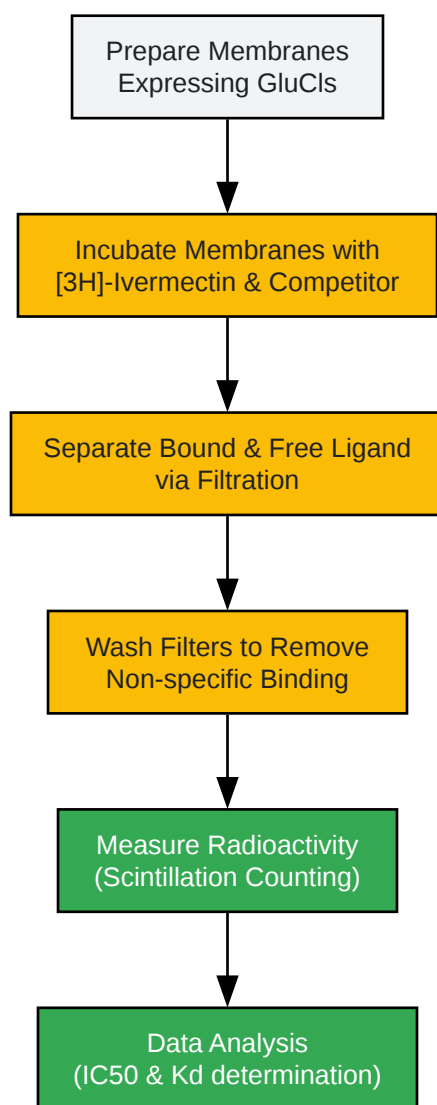 Prepare Membranes
Expressing GluCls
Incubate Membranes with
[3H]-Ivermectin & Competitor
Separate Bound & Free Ligand
via Filtration
Wash Filters to Remove
Non-specific Binding
Measure Radioactivity
(Scintillation Counting)
Data Analysis
(IC50 & Kd determination)